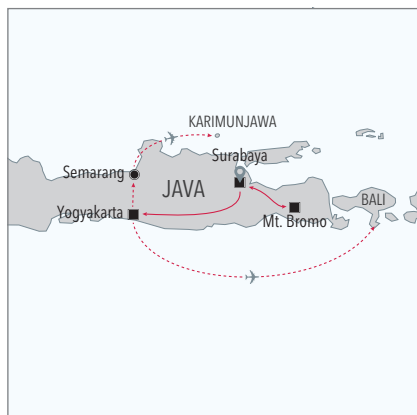 KARIMUNJAWA
Surabaya
Semarang
JAVA
BALI
Yogyakarta
Mt. Bromo